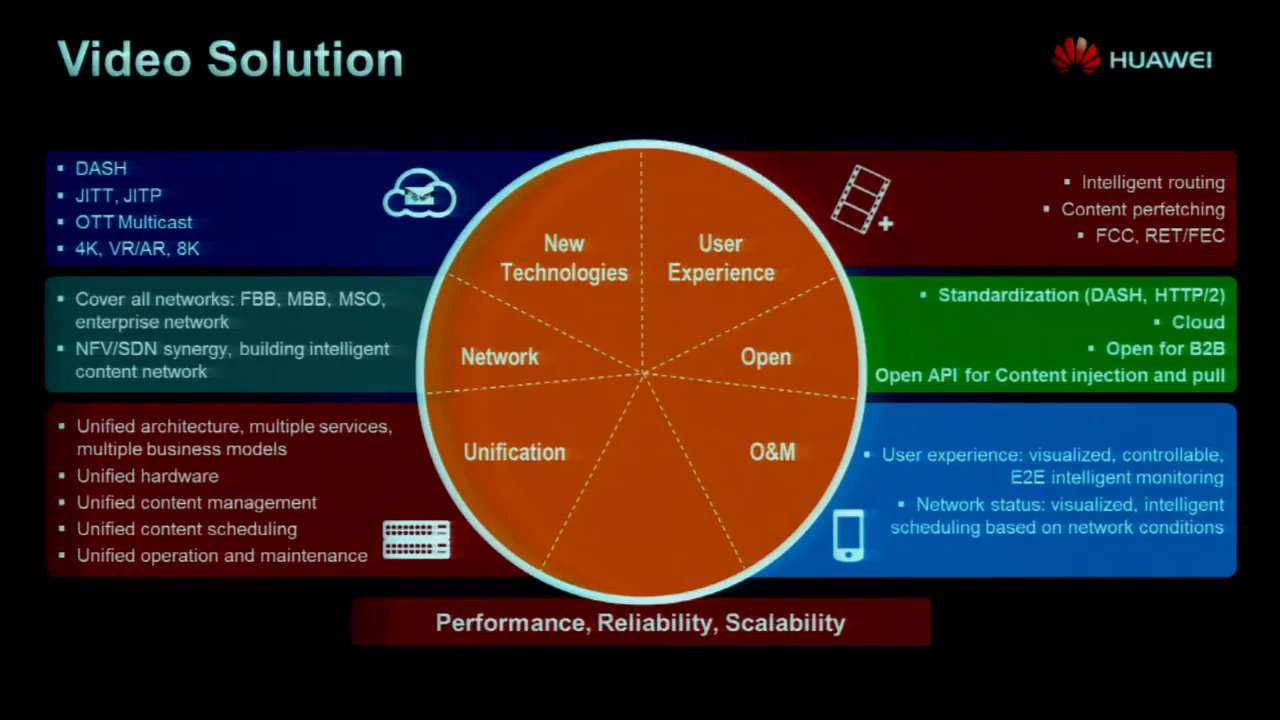 Video Solution
HUAWEI
DASH
JITT, JITP
OTT Multicast
4K, VR/AR, 8K
Cover all networks: FBB, MBB, MSO,
enterprise network
NFV/SDN synergy, building intelligent
content network
Unified architecture, multiple services,
multiple business models
Unified hardware
Unified content management
Unified content scheduling
Unified operation and maintenance
New
Technologies
User
Experience
Network
Open
Unification
O&M
Intelligent routing
Content perfetching
FCC, RET/FEC
Standardization (DASH, HTTP/2)
Cloud
Open for B2B
Open API for Content injection and pull
User experience: visualized, controllable,
E2E intelligent monitoring
Network status: visualized, intelligent
scheduling based on network conditions
Performance, Reliability, Scalability